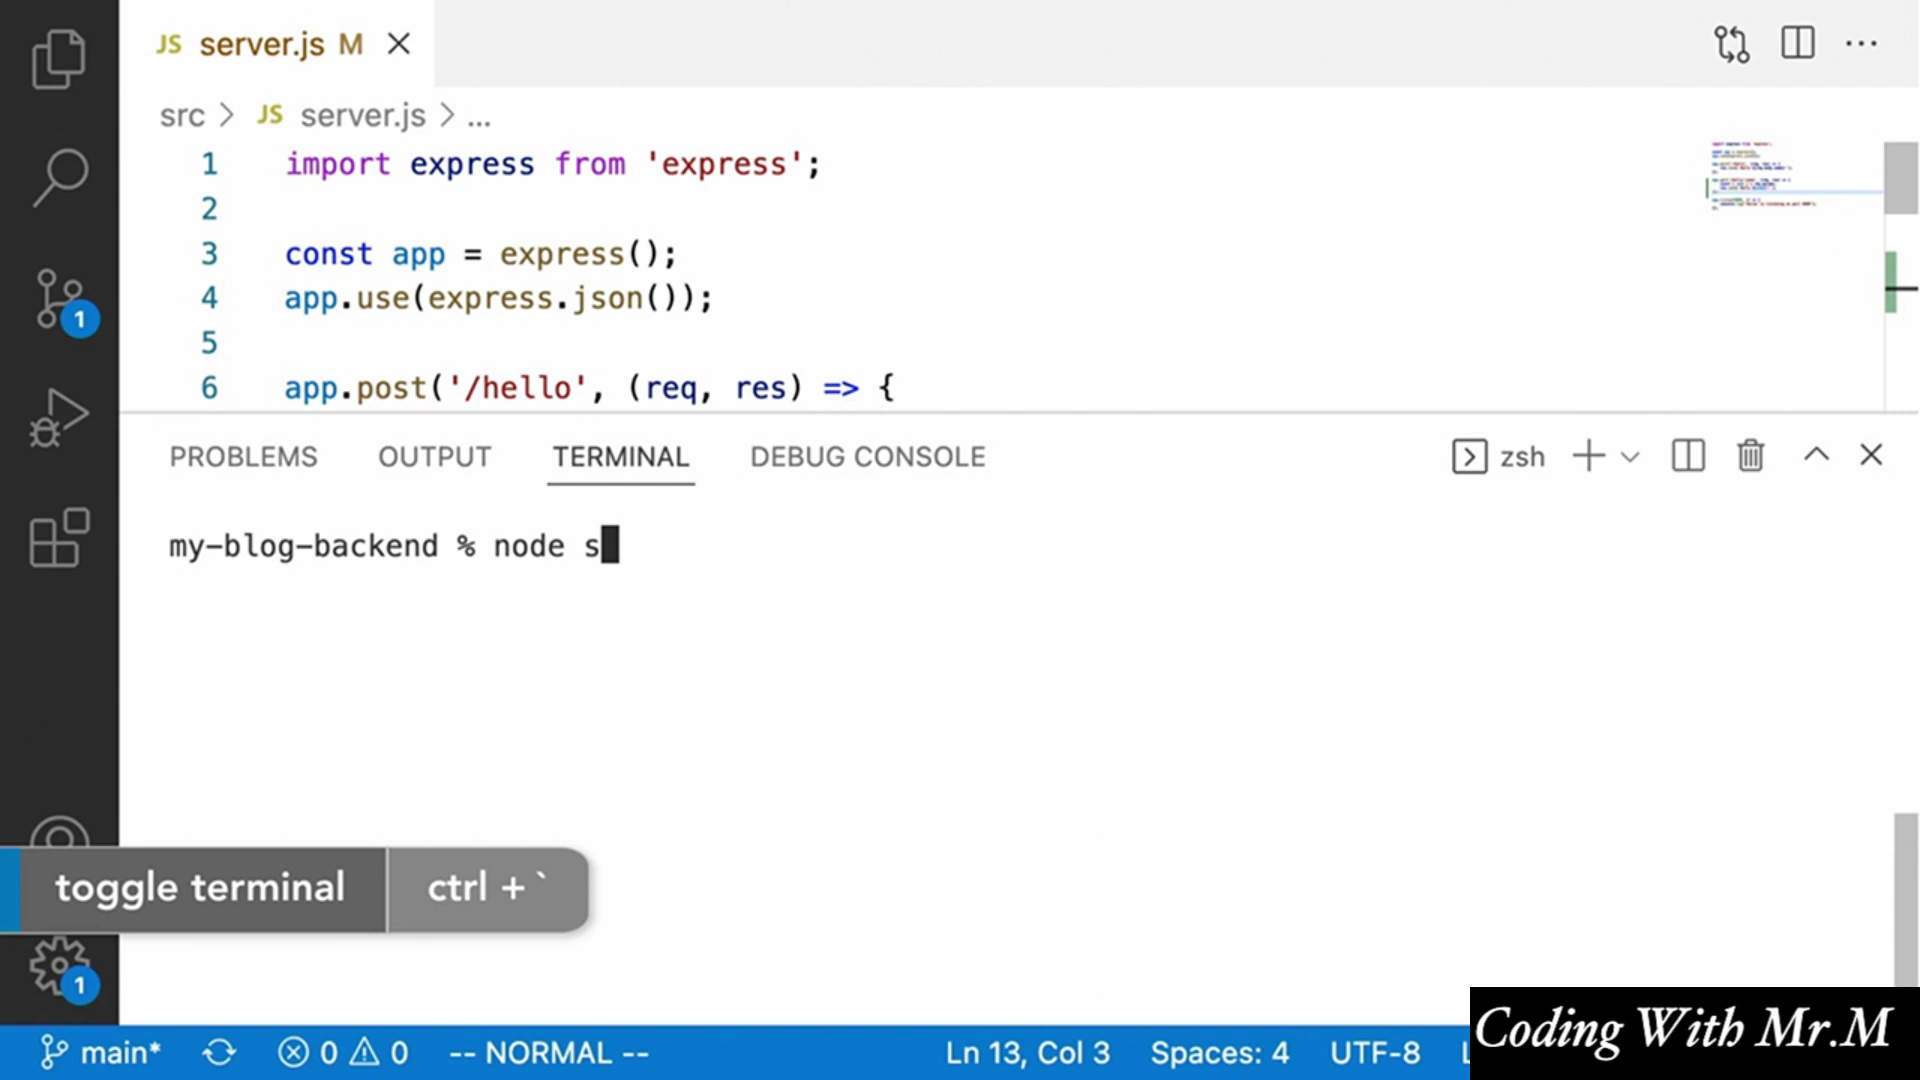 JS server.js M
src > JS server.js > ...
1 import express from 'express';
2
3 const app = express();
4 app.use(express.json());
5
6 app.post('/hello', (req, res) => {
PROBLEMS OUTPUT TERMINAL DEBUG CONSOLE zsh
my-blog-backend % node s
toggle terminal ctrl + `
1
1
main* 0 0 -- NORMAL -- Ln 13, Col 3 Spaces: 4 UTF-8
Coding With Mr.M